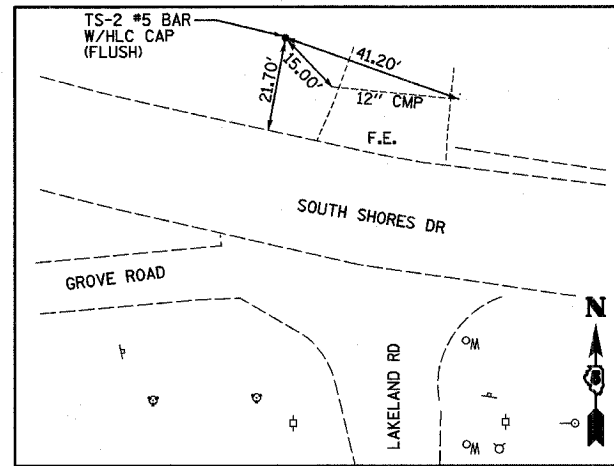 TS-2 #5 BAR
W/HLC CAP
(FLUSH)
21.70'
15.00'
41.20'
12" CMP
F.E.
SOUTH SHORES DR
GROVE ROAD
LAKELAND RD
N
M
M